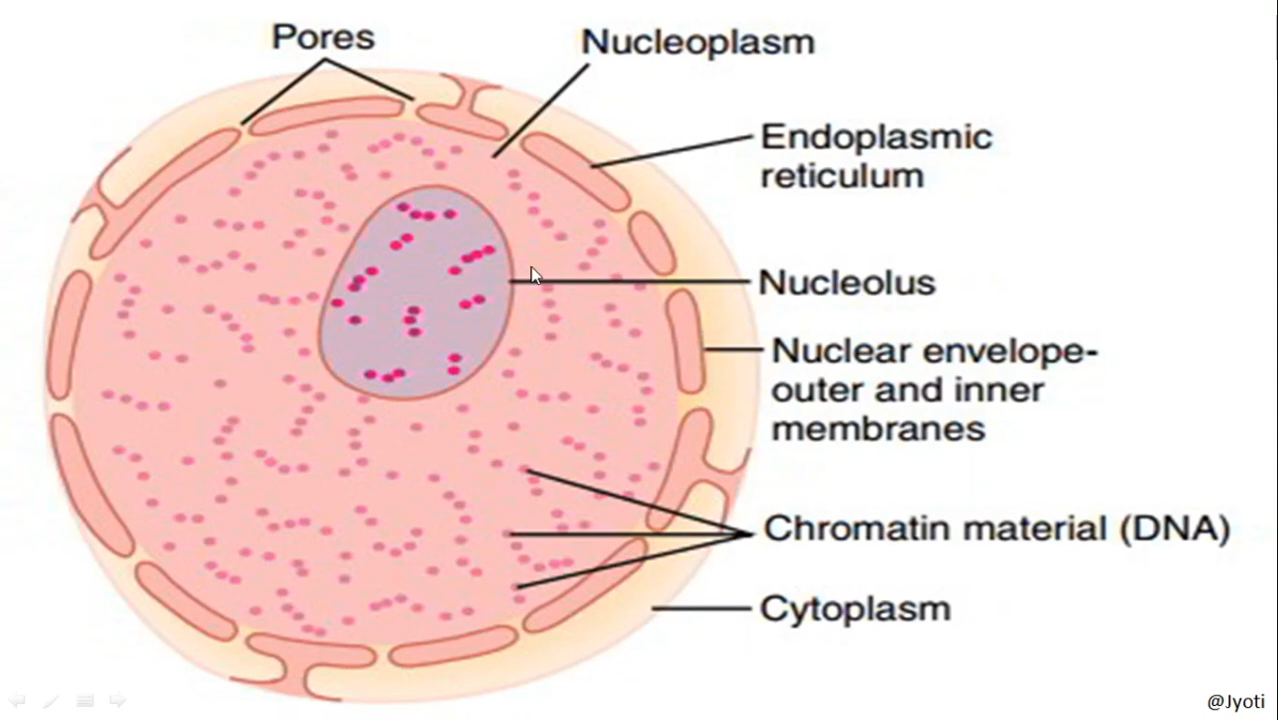 Pores
Nucleoplasm
Endoplasmic
reticulum
Nucleolus
Nuclear envelope-
outer and inner
membranes
Chromatin material (DNA)
Cytoplasm
@Jyoti